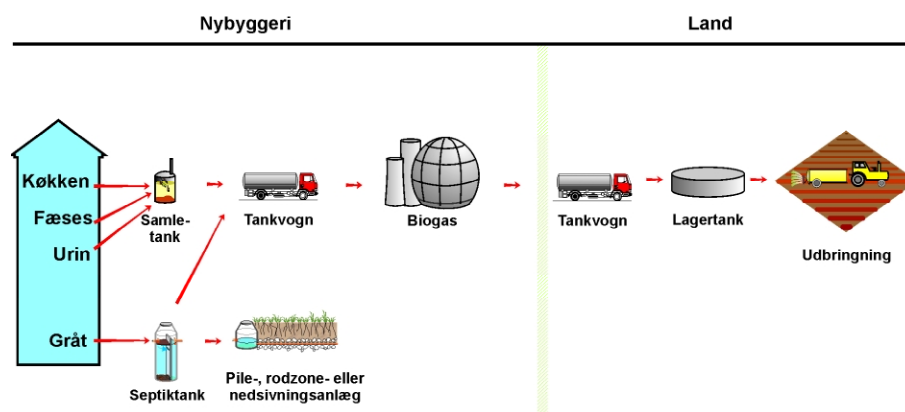 Nybyggeri
Land
Køkken
Fæses
Urin
Gråt
Samle-
tank
Tankvogn
Biogas
Tankvogn
Lagertank
Udbringning
Septiktank
Pile-, rodzone- eller
nedsivningsanlæg